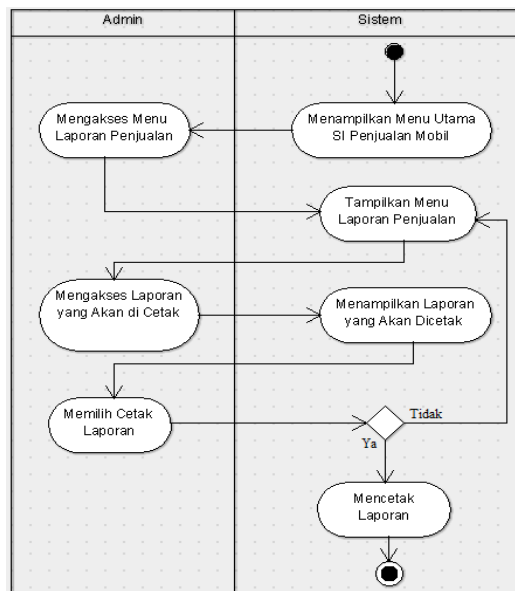 Admin
Sistem
Menampilkan Menu Utama
SI Penjualan Mobil
Mengakses Menu
Laporan Penjualan
Tampilkan Menu
Laporan Penjualan
Mengakses Laporan
yang Akan di Cetak
Menampilkan Laporan
yang Akan Dicetak
Memilih Cetak
Laporan
Tidak
Ya
Mencetak
Laporan